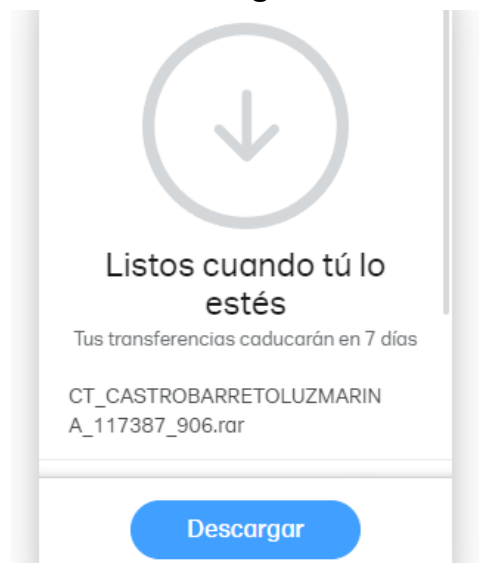 Listos cuando tú lo
estés
Tus transferencias caducarán en 7 días
CT_CASTROBARRETOLUZMARIN
A_117387_906.rar
Descargar